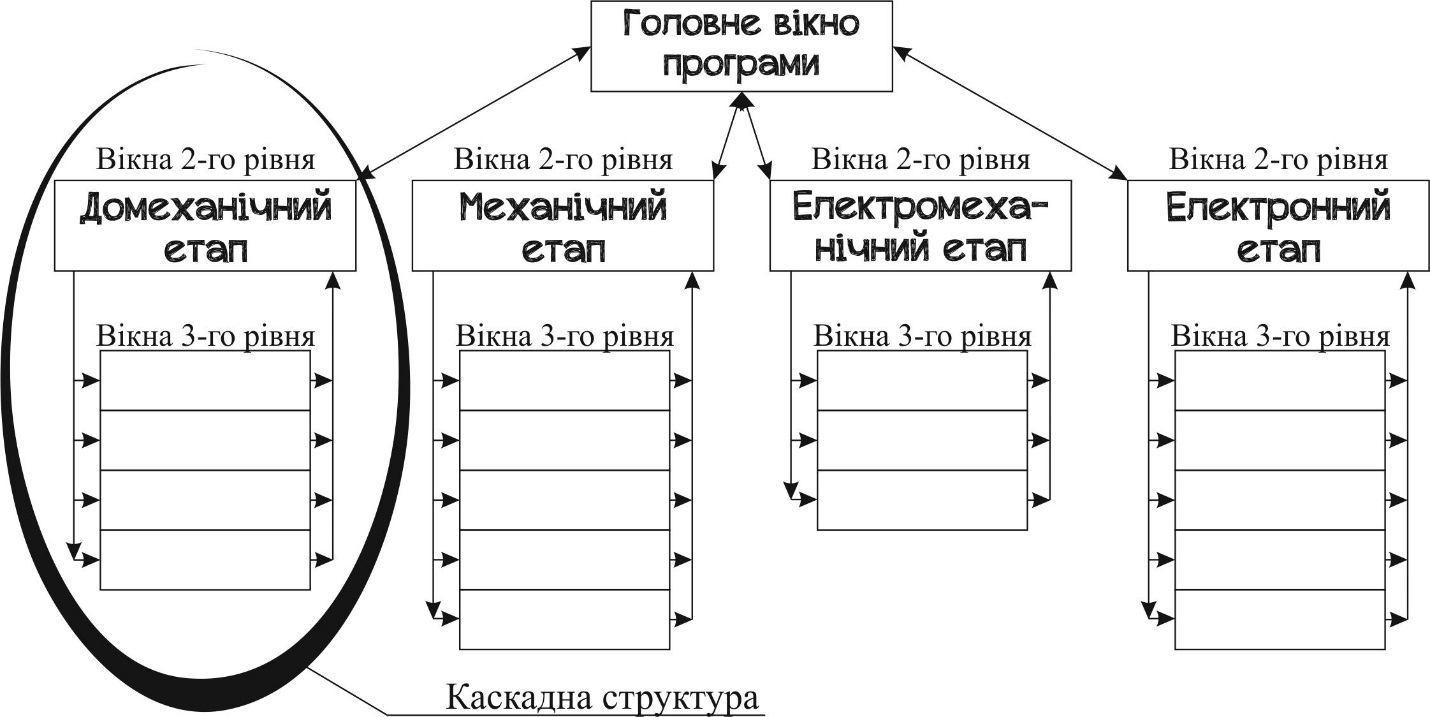 Головне вікно
програми
Вікна 2-го рівня
Вікна 2-го рівня
Вікна 2-го рівня
Вікна 2-го рівня
Домеханічний
етап
Механічний
етап
Електромеха-
нічний етап
Електронний
етап
Вікна 3-го рівня
Вікна 3-го рівня
Вікна 3-го рівня
Вікна 3-го рівня
Каскадна структура